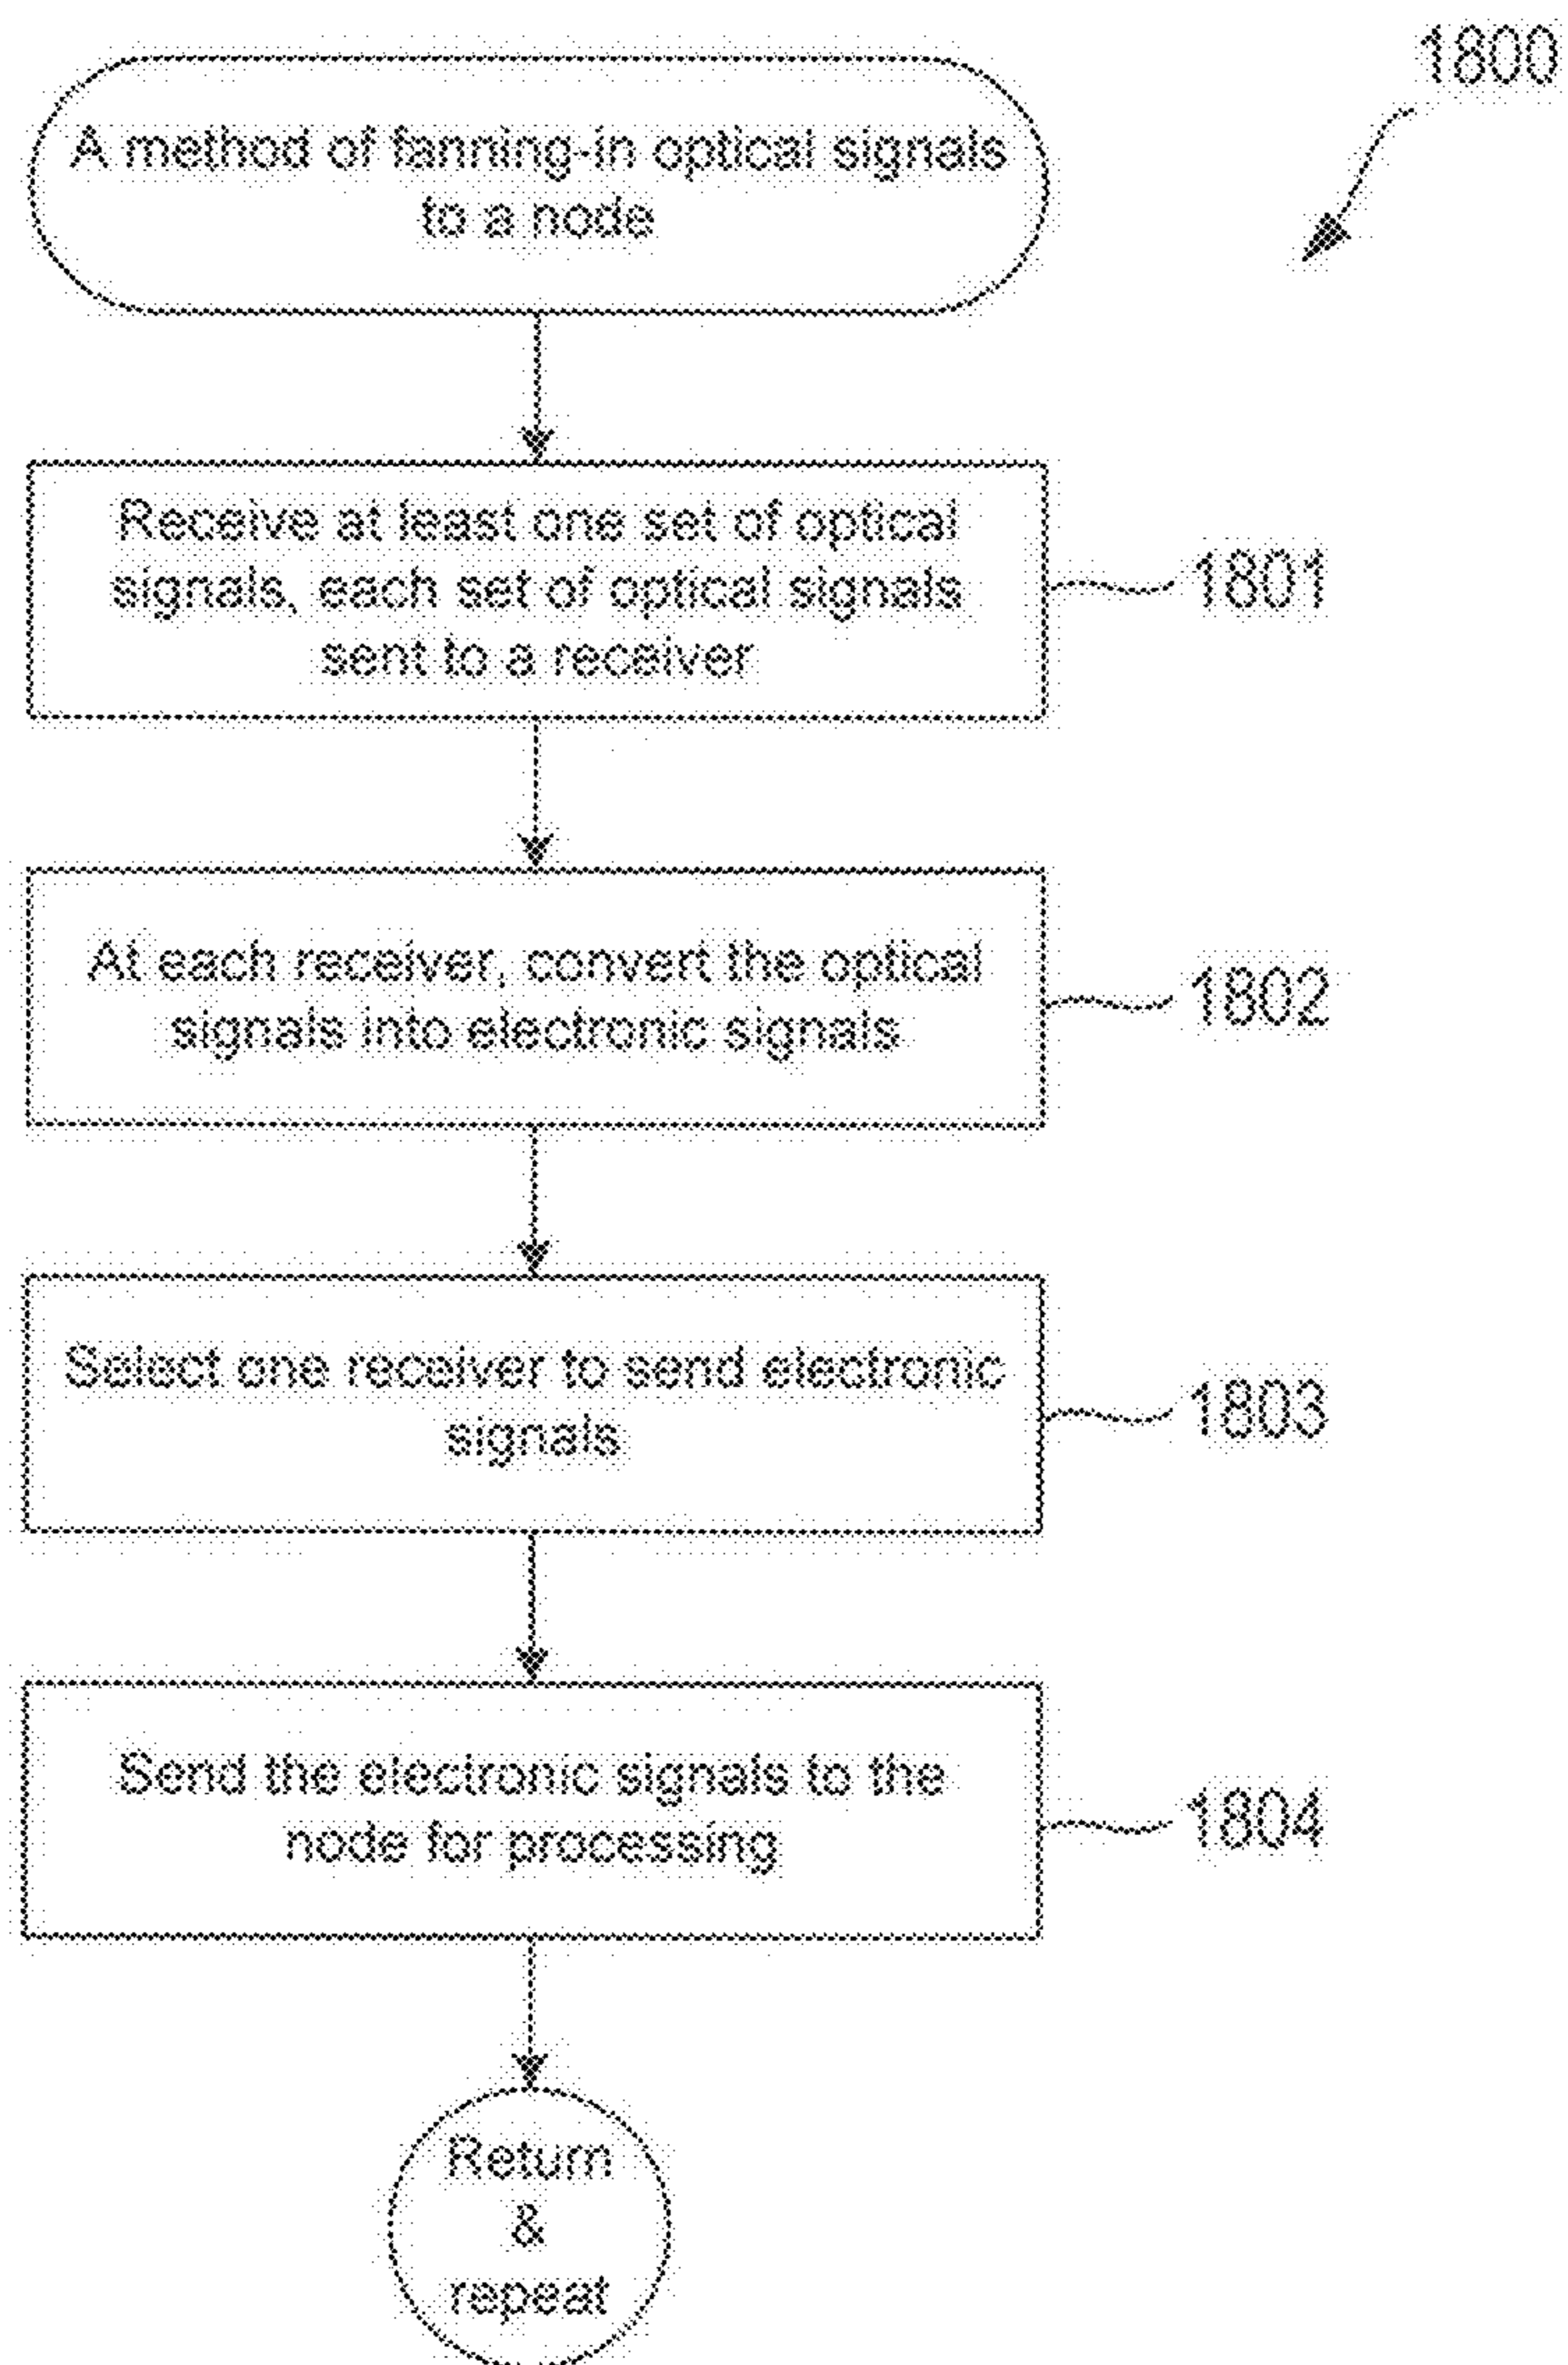 1800
A method of fanning-in optical signals
to a node
Receive at least one set of optical
signals, each set of optical signals
sent to a receiver
1801
At each receiver, convert the optical
signals into electronic signals
1802
Select one receiver to send electronic
signals
1803
Send the electronic signals to the
node for processing
1804
Return
&
repeat